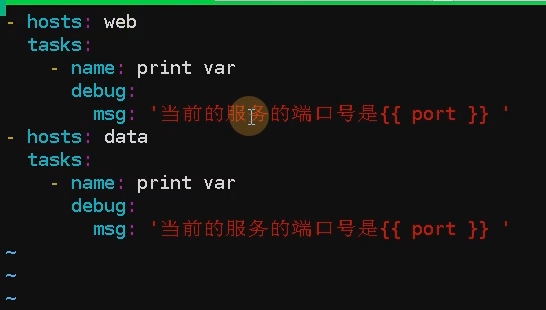 - hosts: web
  tasks:
    - name: print var
      debug:
        msg: '当前的服务的端口号是{{ port }} '
- hosts: data
  tasks:
    - name: print var
      debug:
        msg: '当前的服务的端口号是{{ port }} '
~
~
~